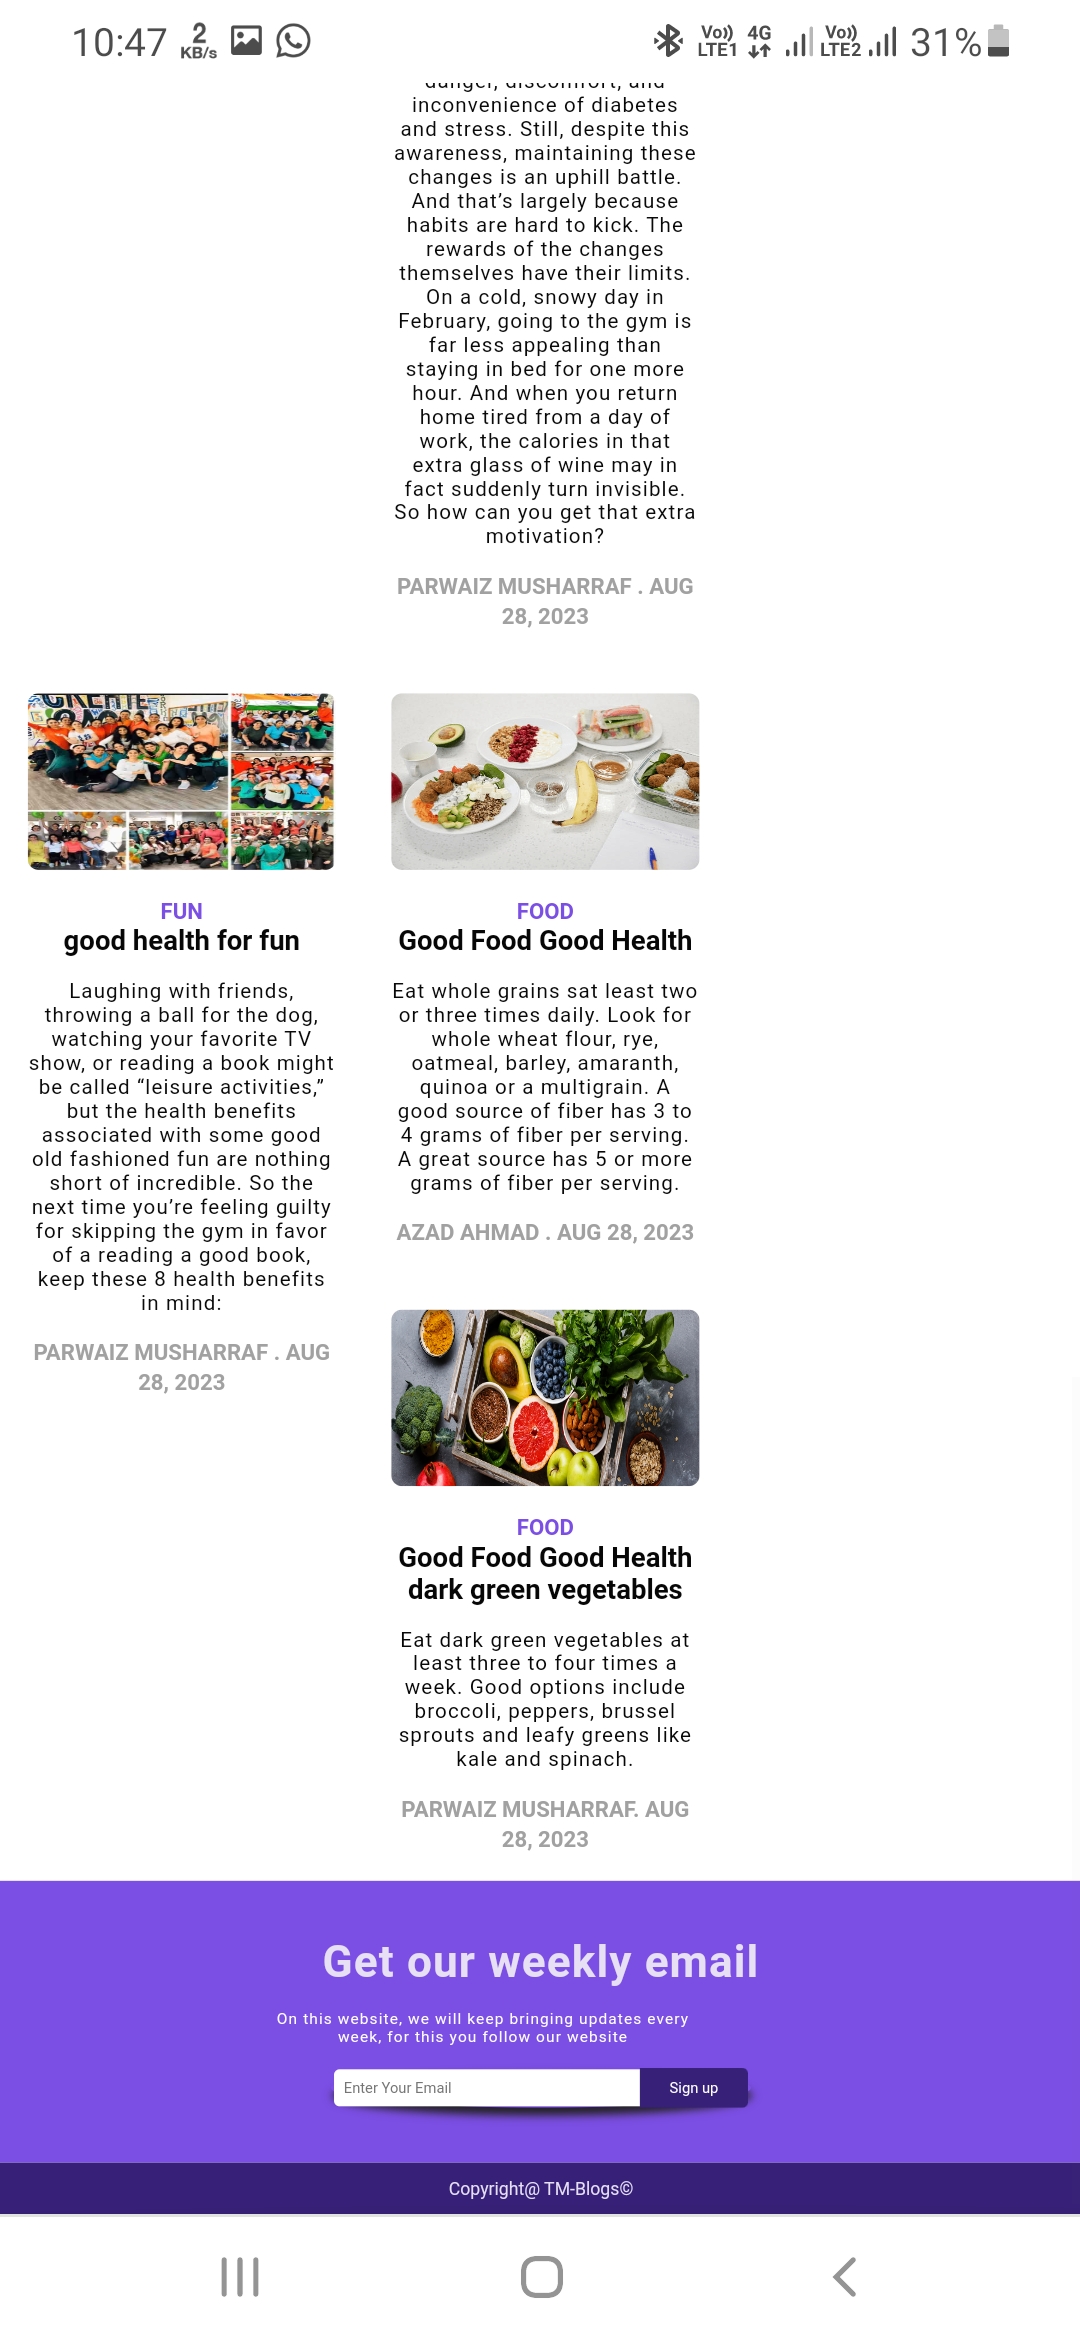 10:47 2 KB/s Vo)) LTE1 4G Vo)) LTE2 31%
danger, discomfort, and
inconvenience of diabetes
and stress. Still, despite this
awareness, maintaining these
changes is an uphill battle.
And that’s largely because
habits are hard to kick. The
rewards of the changes
themselves have their limits.
On a cold, snowy day in
February, going to the gym is
far less appealing than
staying in bed for one more
hour. And when you return
home tired from a day of
work, the calories in that
extra glass of wine may in
fact suddenly turn invisible.
So how can you get that extra
motivation?
PARWAIZ MUSHARRAF . AUG
28, 2023
CREATE
FUN
good health for fun
Laughing with friends,
throwing a ball for the dog,
watching your favorite TV
show, or reading a book might
be called “leisure activities,”
but the health benefits
associated with some good
old fashioned fun are nothing
short of incredible. So the
next time you’re feeling guilty
for skipping the gym in favor
of a reading a good book,
keep these 8 health benefits
in mind:
PARWAIZ MUSHARRAF . AUG
28, 2023
FOOD
Good Food Good Health
Eat whole grains sat least two
or three times daily. Look for
whole wheat flour, rye,
oatmeal, barley, amaranth,
quinoa or a multigrain. A
good source of fiber has 3 to
4 grams of fiber per serving.
A great source has 5 or more
grams of fiber per serving.
AZAD AHMAD . AUG 28, 2023
FOOD
Good Food Good Health
dark green vegetables
Eat dark green vegetables at
least three to four times a
week. Good options include
broccoli, peppers, brussel
sprouts and leafy greens like
kale and spinach.
PARWAIZ MUSHARRAF. AUG
28, 2023
Get our weekly email
On this website, we will keep bringing updates every
week, for this you follow our website
Enter Your Email
Sign up
Copyright@ TM-Blogs©